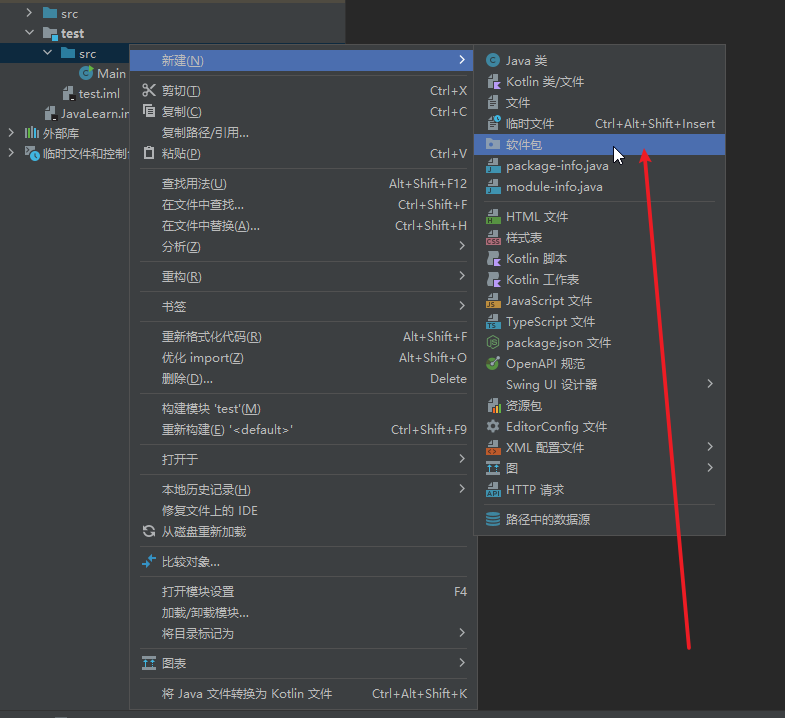 src
test
src
Main
test.iml
JavaLearn.in
外部库
临时文件和控制
新建(N)
剪切(T) Ctrl+X
复制(C) Ctrl+C
复制路径/引用...
粘贴(P) Ctrl+V
查找用法(U) Alt+Shift+F12
在文件中查找... Ctrl+Shift+F
在文件中替换(A)... Ctrl+Shift+H
分析(Z)
重构(R)
书签
重新格式化代码(R) Alt+Shift+F
优化 import(Z) Alt+Shift+O
删除(D)... Delete
构建模块 'test'(M)
重新构建(E) '<default>' Ctrl+Shift+F9
打开于
本地历史记录(H)
修复文件上的 IDE
从磁盘重新加载
比较对象...
打开模块设置 F4
加载/卸载模块...
将目录标记为
图表
将 Java 文件转换为 Kotlin 文件 Ctrl+Alt+Shift+K
Java 类
Kotlin 类/文件
文件
临时文件 Ctrl+Alt+Shift+Insert
软件包
package-info.java
module-info.java
HTML 文件
样式表
Kotlin 脚本
Kotlin 工作表
JavaScript 文件
TypeScript 文件
package.json 文件
OpenAPI 规范
Swing UI 设计器
资源包
EditorConfig 文件
XML 配置文件
图
HTTP 请求
路径中的数据源